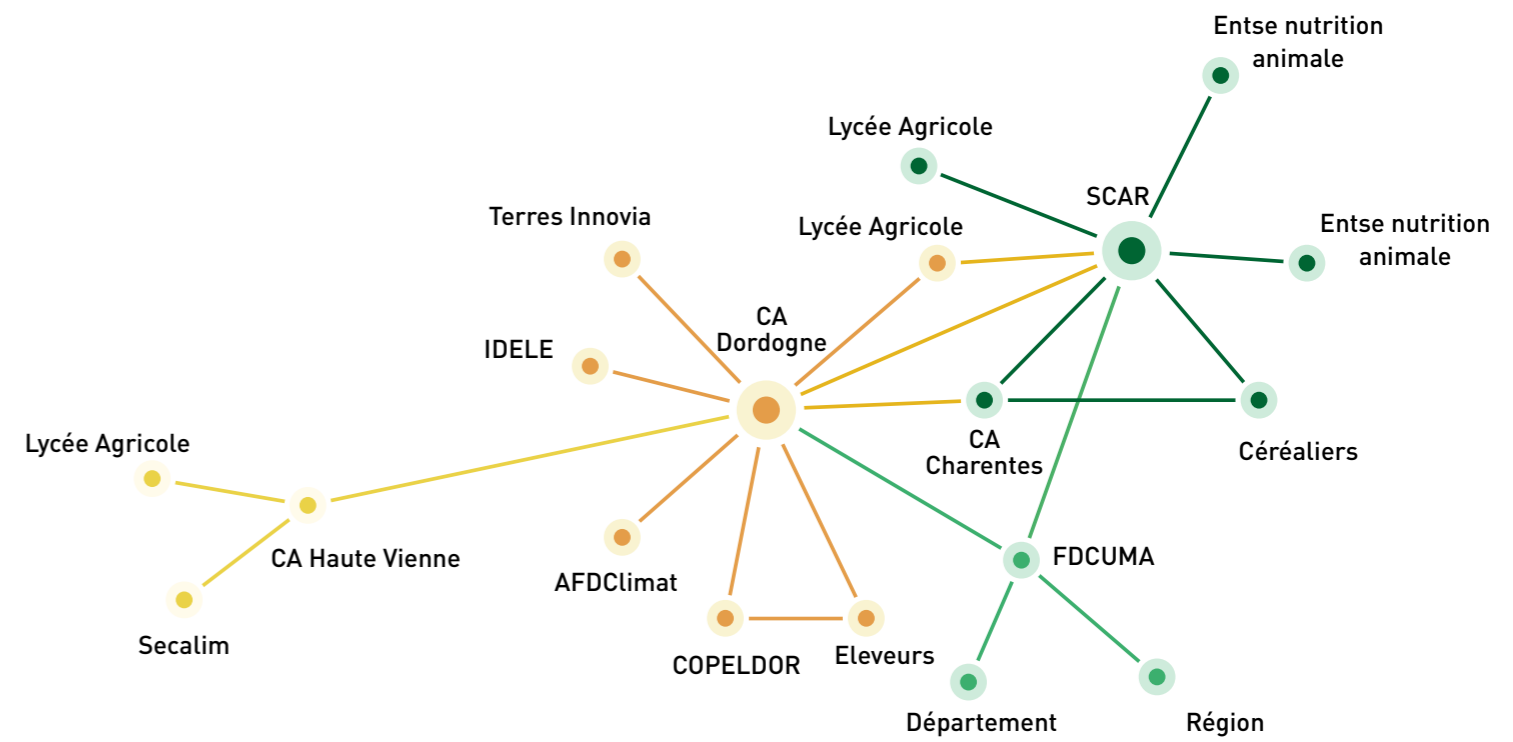 Entse nutrition
animale
Lycée Agricole
SCAR
Terres Innovia
Lycée Agricole
Entse nutrition
animale
CA
Dordogne
IDELE
Lycée Agricole
CA
Charentes
Céréaliers
CA Haute Vienne
FDCUMA
AFDClimat
Secalim
COPELDOR
Eleveurs
Département
Région